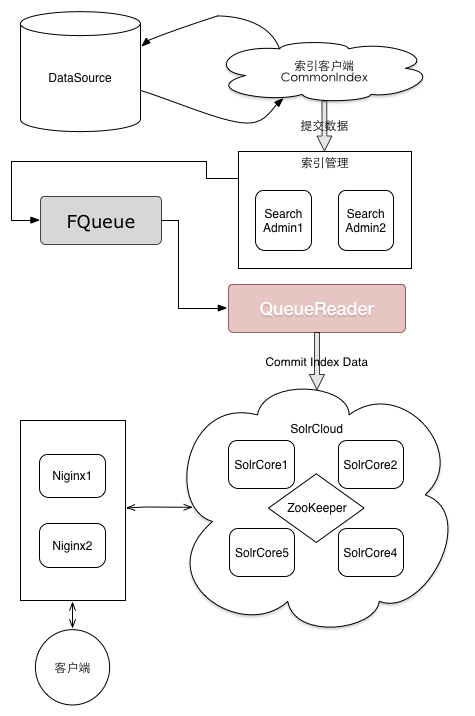 DataSource
索引客户端
CommonIndex
提交数据
索引管理
Search
Admin1
Search
Admin2
FQueue
QueueReader
Commit Index Data
SolrCloud
SolrCore1
SolrCore2
ZooKeeper
SolrCore5
SolrCore4
Niginx1
Niginx2
客户端